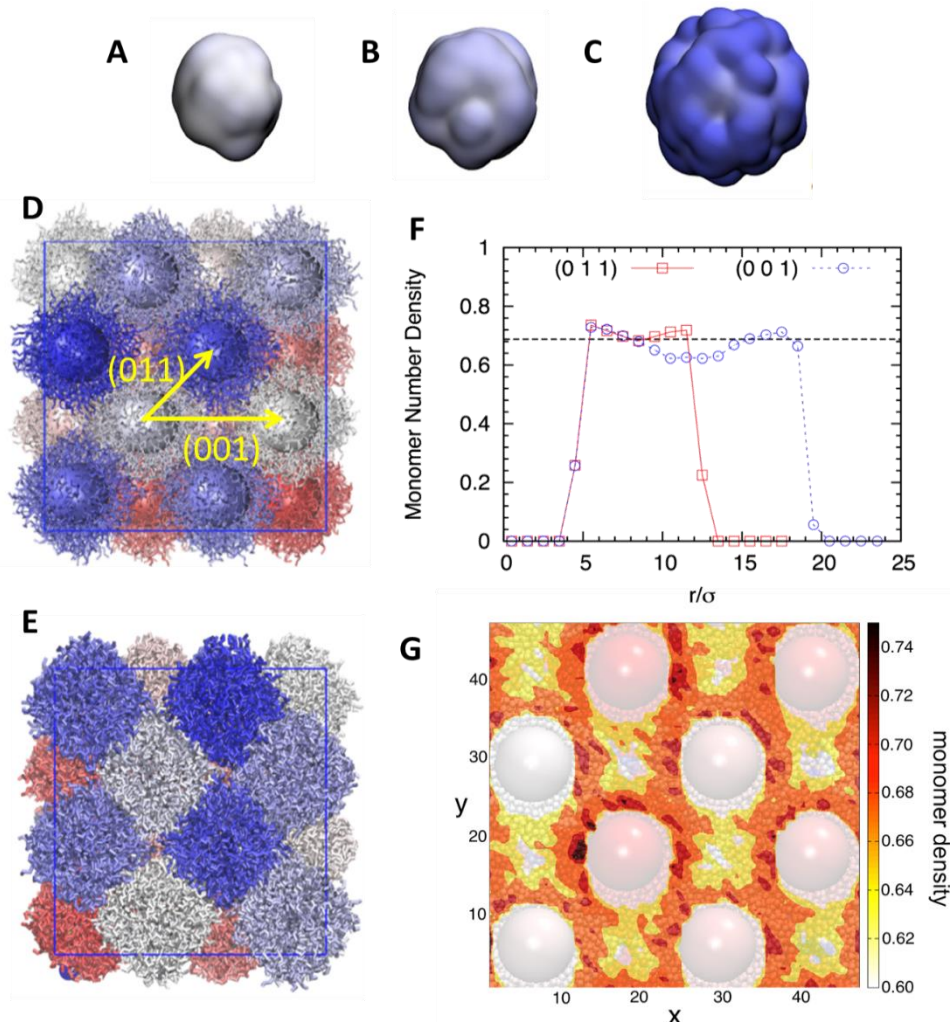 A
B
C
D
F
1
0.8
0.6
0.4
0.2
0
Monomer Number Density
(0 1 1)
(0 0 1)
0 5 10 15 20 25
r/σ
(011)
(001)
E
G
40
30
20
10
y
10 20 30 40
x
0.74
0.72
0.70
0.68
0.66
0.64
0.62
0.60
monomer density